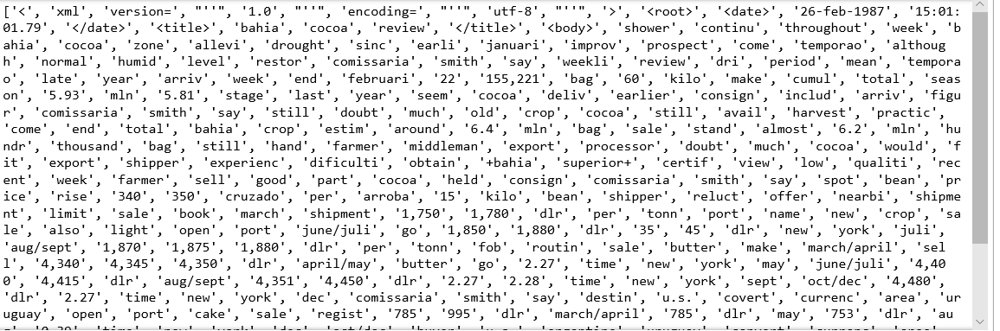 ['<', 'xml', 'version=', "''", '1.0', "''", 'encoding=', "''", 'utf-8', "''", '>', '<root>', '<date>', '26-feb-1987', '15:01:
01.79', '</date>', '<title>', 'bahia', 'cocoa', 'review', '</title>', '<body>', 'shower', 'continu', 'throughout', 'week', 'b
ahia', 'cocoa', 'zone', 'allevi', 'drought', 'sinc', 'earli', 'januari', 'improv', 'prospect', 'come', 'temporao', 'althoug
h', 'normal', 'humid', 'level', 'restor', 'comissaria', 'smith', 'say', 'weekli', 'review', 'dri', 'period', 'mean', 'tempora
o', 'late', 'year', 'arriv', 'week', 'end', 'februari', '22', '155,221', 'bag', '60', 'kilo', 'make', 'cumul', 'total', 'seas
on', '5.93', 'mln', '5.81', 'stage', 'last', 'year', 'seem', 'cocoa', 'deliv', 'earlier', 'consign', 'includ', 'arriv', 'figu
r', 'comissaria', 'smith', 'say', 'still', 'doubt', 'much', 'old', 'crop', 'cocoa', 'still', 'avail', 'harvest', 'practic',
'come', 'end', 'total', 'bahia', 'crop', 'estim', 'around', '6.4', 'mln', 'bag', 'sale', 'stand', 'almost', '6.2', 'mln', 'hu
ndr', 'thousand', 'bag', 'still', 'hand', 'farmer', 'middleman', 'export', 'processor', 'doubt', 'much', 'cocoa', 'would', 'f
it', 'export', 'shipper', 'experienc', 'dificulti', 'obtain', '+bahia', 'superior+', 'certif', 'view', 'low', 'qualiti', 'rec
ent', 'week', 'farmer', 'sell', 'good', 'part', 'cocoa', 'held', 'consign', 'comissaria', 'smith', 'say', 'spot', 'bean', 'pr
ice', 'rise', '340', '350', 'cruzado', 'per', 'arroba', '15', 'kilo', 'bean', 'shipper', 'reluct', 'offer', 'nearbi', 'shipme
nt', 'limit', 'sale', 'book', 'march', 'shipment', '1,750', '1,780', 'dlr', 'per', 'tonn', 'port', 'name', 'new', 'crop', 'sa
le', 'also', 'light', 'open', 'port', 'june/juli', 'go', '1,850', '1,880', 'dlr', '35', '45', 'dlr', 'new', 'york', 'juli',
'aug/sept', '1,870', '1,875', '1,880', 'dlr', 'per', 'tonn', 'fob', 'routin', 'sale', 'butter', 'make', 'march/april', 'sel
l', '4,340', '4,345', '4,350', 'dlr', 'april/may', 'butter', 'go', '2.27', 'time', 'new', 'york', 'may', 'june/juli', '4,40
0', '4,415', 'dlr', 'aug/sept', '4,351', '4,450', 'dlr', '2.27', '2.28', 'time', 'new', 'york', 'sept', 'oct/dec', '4,480',
'dlr', '2.27', 'time', 'new', 'york', 'dec', 'comissaria', 'smith', 'say', 'destin', 'u.s.', 'covert', 'currenc', 'area', 'ur
uguay', 'open', 'port', 'cake', 'sale', 'regist', '785', '995', 'dlr', 'march/april', '785', 'dlr', 'may', '753', 'dlr', 'au